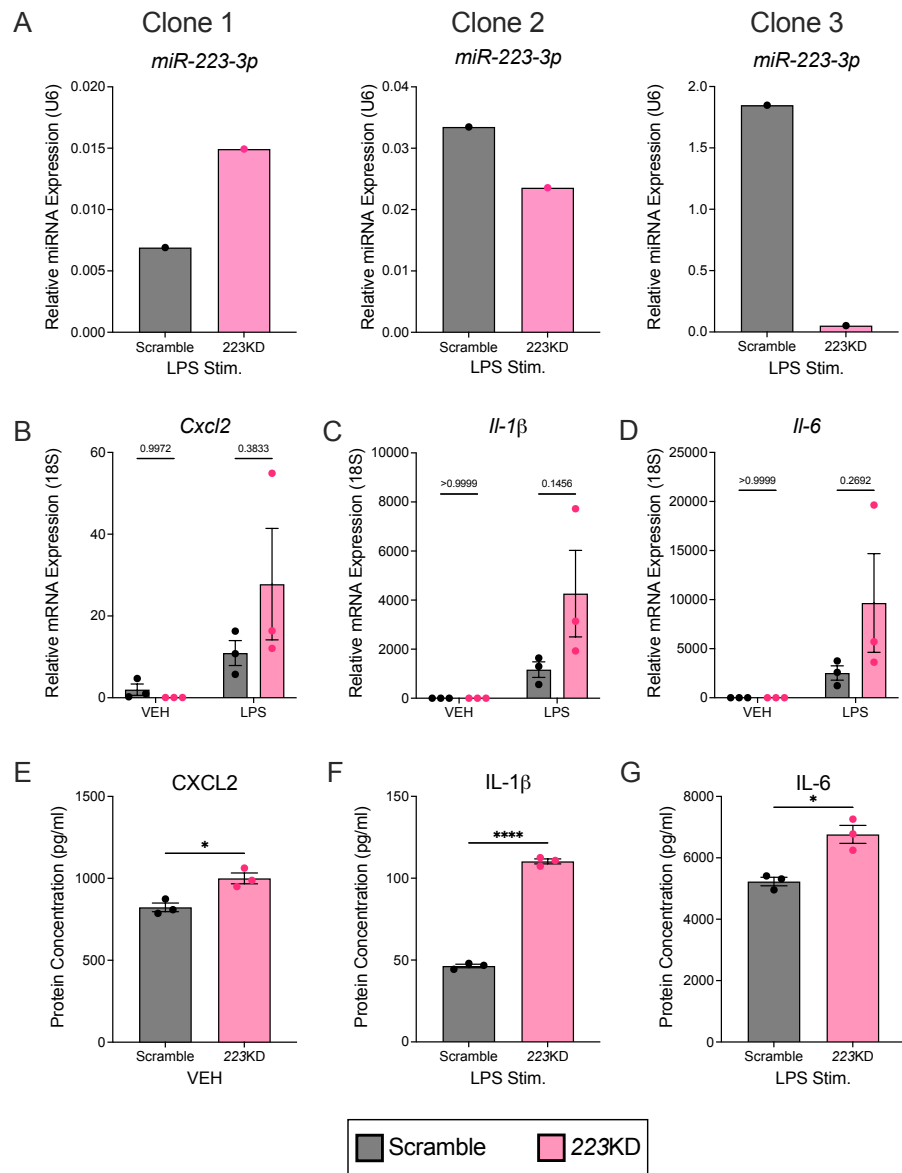 A
Clone 1
Clone 2
Clone 3
miR-223-3p
miR-223-3p
miR-223-3p
Relative miRNA Expression (U6)
0.020
0.015
0.010
0.005
0.000
Scramble 223KD
LPS Stim.
Relative miRNA Expression (U6)
0.04
0.03
0.02
0.01
0.00
Scramble 223KD
LPS Stim.
Relative miRNA Expression (U6)
2.0
1.5
1.0
0.5
0.0
Scramble 223KD
LPS Stim.
B
Cxcl2
Relative mRNA Expression (18S)
60
40
20
0
0.9972
0.3833
VEH LPS
C
Il-1β
Relative mRNA Expression (18S)
10000
8000
6000
4000
2000
0
>0.9999
0.1456
VEH LPS
D
Il-6
Relative mRNA Expression (18S)
25000
20000
15000
10000
5000
0
>0.9999
0.2692
VEH LPS
E
CXCL2
Protein Concentration (pg/ml)
1500
1000
500
0
*
Scramble 223KD
VEH
F
IL-1β
Protein Concentration (pg/ml)
150
100
50
0
****
Scramble 223KD
LPS Stim.
G
IL-6
Protein Concentration (pg/ml)
8000
6000
4000
2000
0
*
Scramble 223KD
LPS Stim.
Scramble 223KD